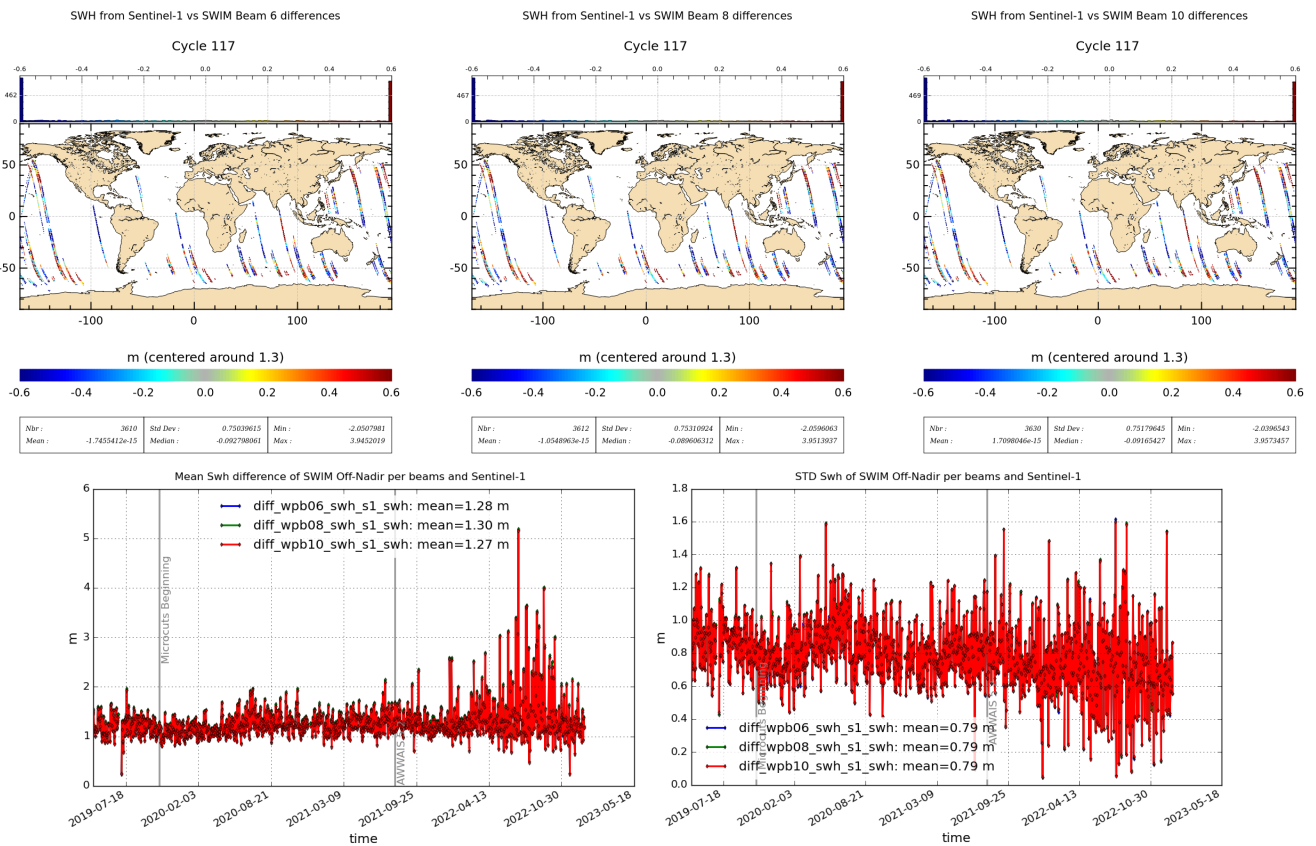 SWH from Sentinel-1 vs SWIM Beam 6 differences
Cycle 117
-0.6 -0.4 -0.2 0.0 0.2 0.4 0.6
462
0
50
0
-50
-100 0 100
m (centered around 1.3)
-0.6 -0.4 -0.2 0.0 0.2 0.4 0.6
Nbr : 3610 Std Dev : 0.75039615 Min : -2.0507981
Mean : -1.7455412e-15 Median : -0.092798061 Max : 3.9452019
SWH from Sentinel-1 vs SWIM Beam 8 differences
Cycle 117
-0.6 -0.4 -0.2 0.0 0.2 0.4 0.6
467
0
50
0
-50
-100 0 100
m (centered around 1.3)
-0.6 -0.4 -0.2 0.0 0.2 0.4 0.6
Nbr : 3612 Std Dev : 0.75310924 Min : -2.0596063
Mean : -1.0548963e-15 Median : -0.089606312 Max : 3.9513937
SWH from Sentinel-1 vs SWIM Beam 10 differences
Cycle 117
-0.6 -0.4 -0.2 0.0 0.2 0.4 0.6
469
0
50
0
-50
-100 0 100
m (centered around 1.3)
-0.6 -0.4 -0.2 0.0 0.2 0.4 0.6
Nbr : 3630 Std Dev : 0.75179645 Min : -2.0396543
Mean : 1.7098046e-15 Median : -0.09165427 Max : 3.9573457
Mean Swh difference of SWIM Off-Nadir per beams and Sentinel-1
6
5
4
3
2
1
0
m
diff_wpb06_swh_s1_swh: mean=1.28 m
diff_wpb08_swh_s1_swh: mean=1.30 m
diff_wpb10_swh_s1_swh: mean=1.27 m
Microcuts Beginning
AWWAIS
2019-07-18 2020-02-03 2020-08-21 2021-03-09 2021-09-25 2022-04-13 2022-10-30 2023-05-18
time
STD Swh of SWIM Off-Nadir per beams and Sentinel-1
1.8
1.6
1.4
1.2
1.0
0.8
0.6
0.4
0.2
0.0
m
Microcuts Beginning
AWWAIS
diff_wpb06_swh_s1_swh: mean=0.79 m
diff_wpb08_swh_s1_swh: mean=0.79 m
diff_wpb10_swh_s1_swh: mean=0.79 m
2019-07-18 2020-02-03 2020-08-21 2021-03-09 2021-09-25 2022-04-13 2022-10-30 2023-05-18
time